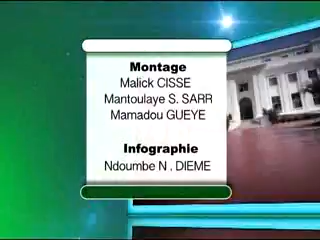 Montage
Malick CISSE
Mantoulaye S. SARR
Mamadou GUEYE
Infographie
Ndoumbe N . DIEME